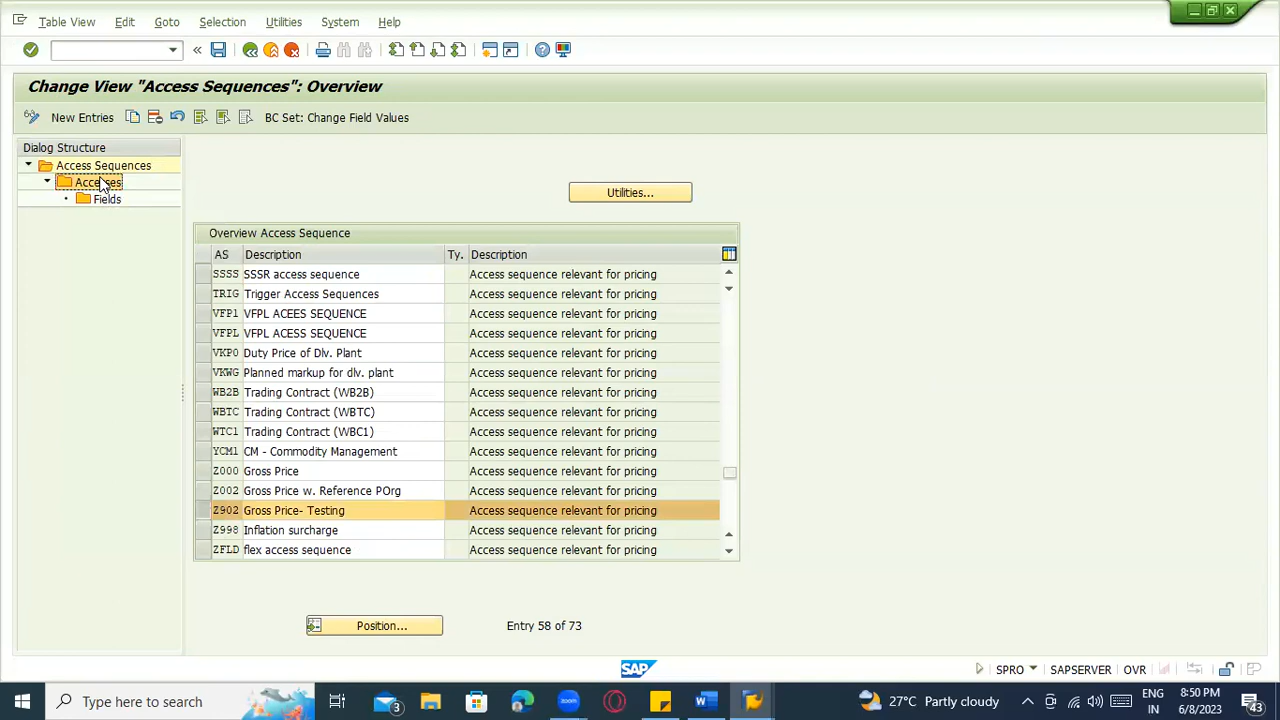 Table View Edit Goto Selection Utilities System Help
Change View "Access Sequences": Overview
New Entries BC Set: Change Field Values
Dialog Structure
Access Sequences
Accesses
Fields
Utilities...
Overview Access Sequence
AS Description Ty. Description
SSSS SSSR access sequence Access sequence relevant for pricing
TRIG Trigger Access Sequences Access sequence relevant for pricing
VFP1 VFPL ACEES SEQUENCE Access sequence relevant for pricing
VFPL VFPL ACESS SEQUENCE Access sequence relevant for pricing
VKP0 Duty Price of Dlv. Plant Access sequence relevant for pricing
VKWG Planned markup for dlv. plant Access sequence relevant for pricing
WB2B Trading Contract (WB2B) Access sequence relevant for pricing
WBTC Trading Contract (WBTC) Access sequence relevant for pricing
WTC1 Trading Contract (WBC1) Access sequence relevant for pricing
YCM1 CM - Commodity Management Access sequence relevant for pricing
Z000 Gross Price Access sequence relevant for pricing
Z002 Gross Price w. Reference POrg Access sequence relevant for pricing
Z902 Gross Price- Testing Access sequence relevant for pricing
Z998 Inflation surcharge Access sequence relevant for pricing
ZFLD flex access sequence Access sequence relevant for pricing
Position... Entry 58 of 73
SAP SPRO SAPSERVER OVR
Type here to search 3 27°C Partly cloudy ENG IN 8:50 PM 6/8/2023 43